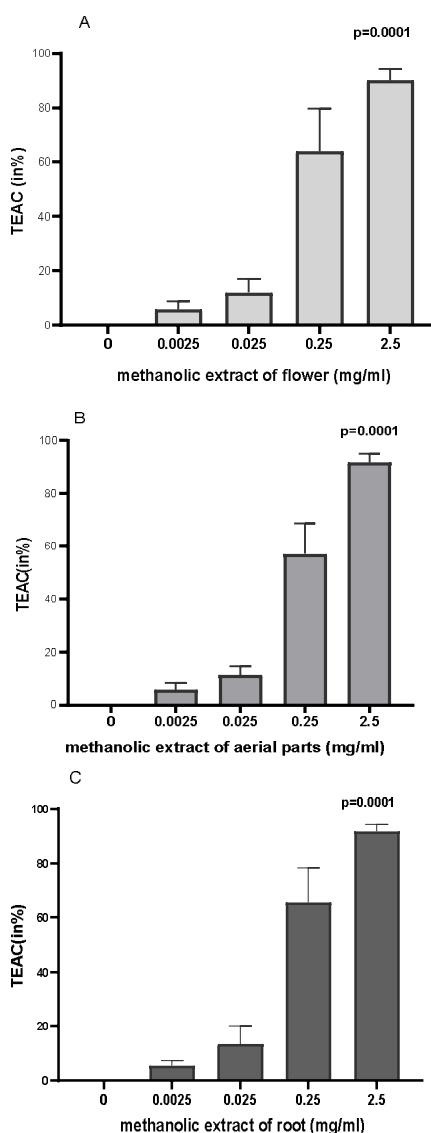 A
p=0.0001
100
80
60
40
20
0
TEAC (in%)
0 0.0025 0.025 0.25 2.5
methanolic extract of flower (mg/ml)
B
p=0.0001
100
80
60
40
20
0
TEAC(in%)
0 0.0025 0.025 0.25 2.5
methanolic extract of aerial parts (mg/ml)
C
p=0.0001
100
80
60
40
20
0
TEAC(in%)
0 0.0025 0.025 0.25 2.5
methanolic extract of root (mg/ml)